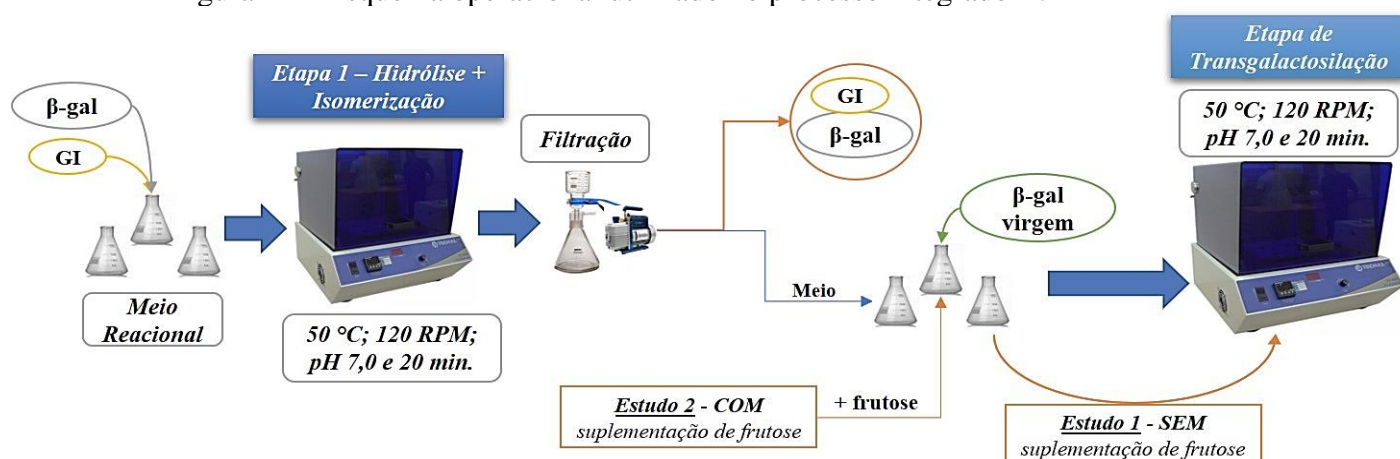 β-gal
GI
Meio
Reacional
Etapa 1 – Hidrólise +
Isomerização
50 °C; 120 RPM;
pH 7,0 e 20 min.
Filtração
GI
β-gal
Meio
β-gal
virgem
+ frutose
Estudo 2 - COM
suplementação de frutose
Estudo 1 - SEM
suplementação de frutose
Etapa de
Transgalactosilação
50 °C; 120 RPM;
pH 7,0 e 20 min.